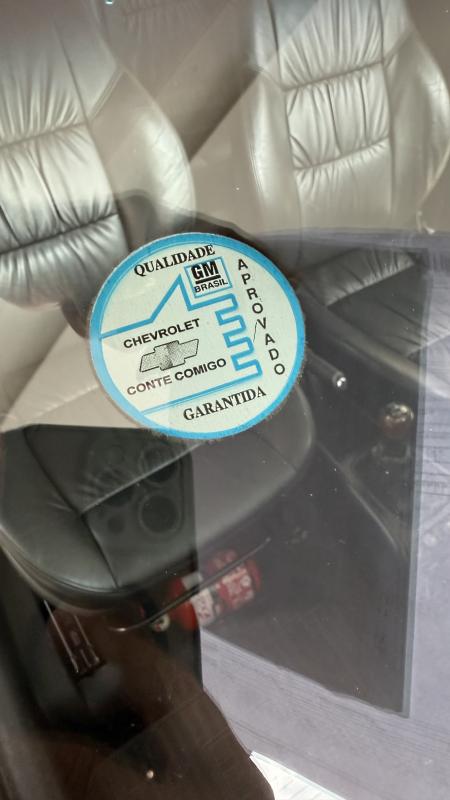 QUALIDADE
GM
BRASIL
APROVADO
CHEVROLET
CONTE COMIGO
GARANTIDA